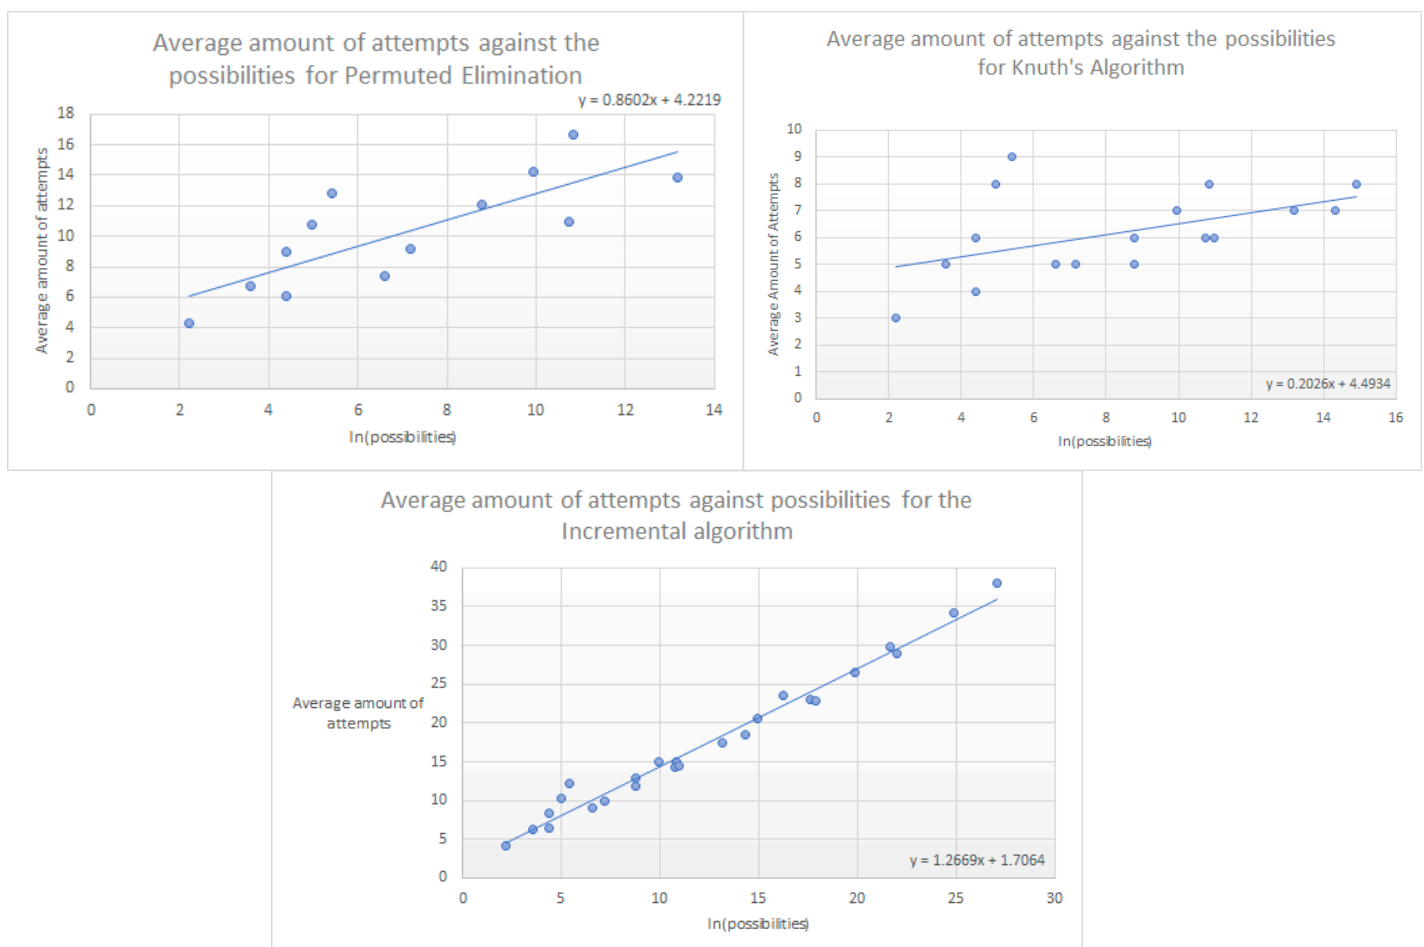 Average amount of attempts against the
possibilities for Permuted Elimination
y = 0.8602x + 4.2219
18
16
14
12
10
8
6
4
2
0
Average amount of attempts
0 2 4 6 8 10 12 14
ln(possibilities)
Average amount of attempts against the possibilities
for Knuth's Algorithm
10
9
8
7
6
5
4
3
2
1
0
Average Amount of Attempts
y = 0.2026x + 4.4934
0 2 4 6 8 10 12 14 16
ln(possibilities)
Average amount of attempts against possibilities for the
Incremental algorithm
40
35
30
25
20
15
10
5
0
Average amount of
attempts
y = 1.2669x + 1.7064
0 5 10 15 20 25 30
ln(possibilities)